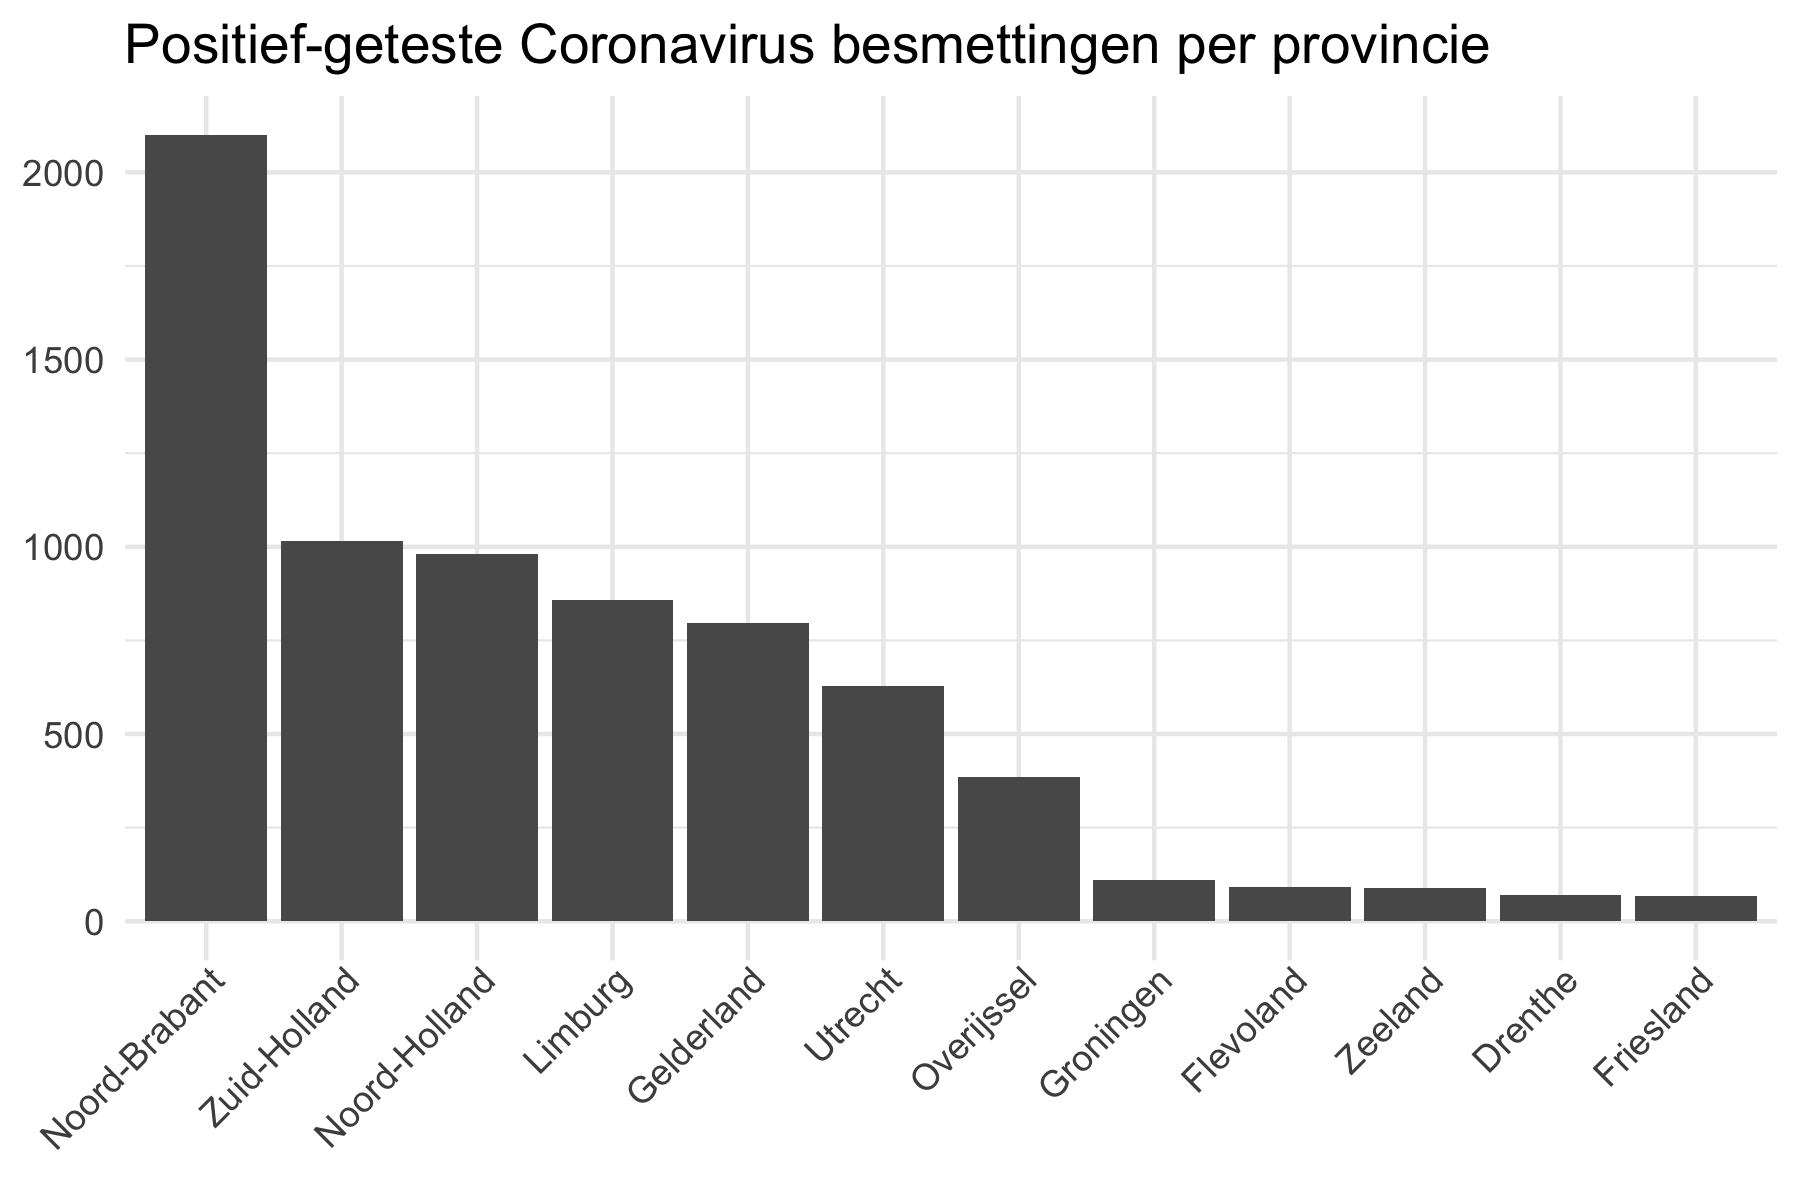 Positief-geteste Coronavirus besmettingen per provincie
2000
1500
1000
500
0
Noord-Brabant
Zuid-Holland
Noord-Holland
Limburg
Gelderland
Utrecht
Overijssel
Groningen
Flevoland
Zeeland
Drenthe
Friesland